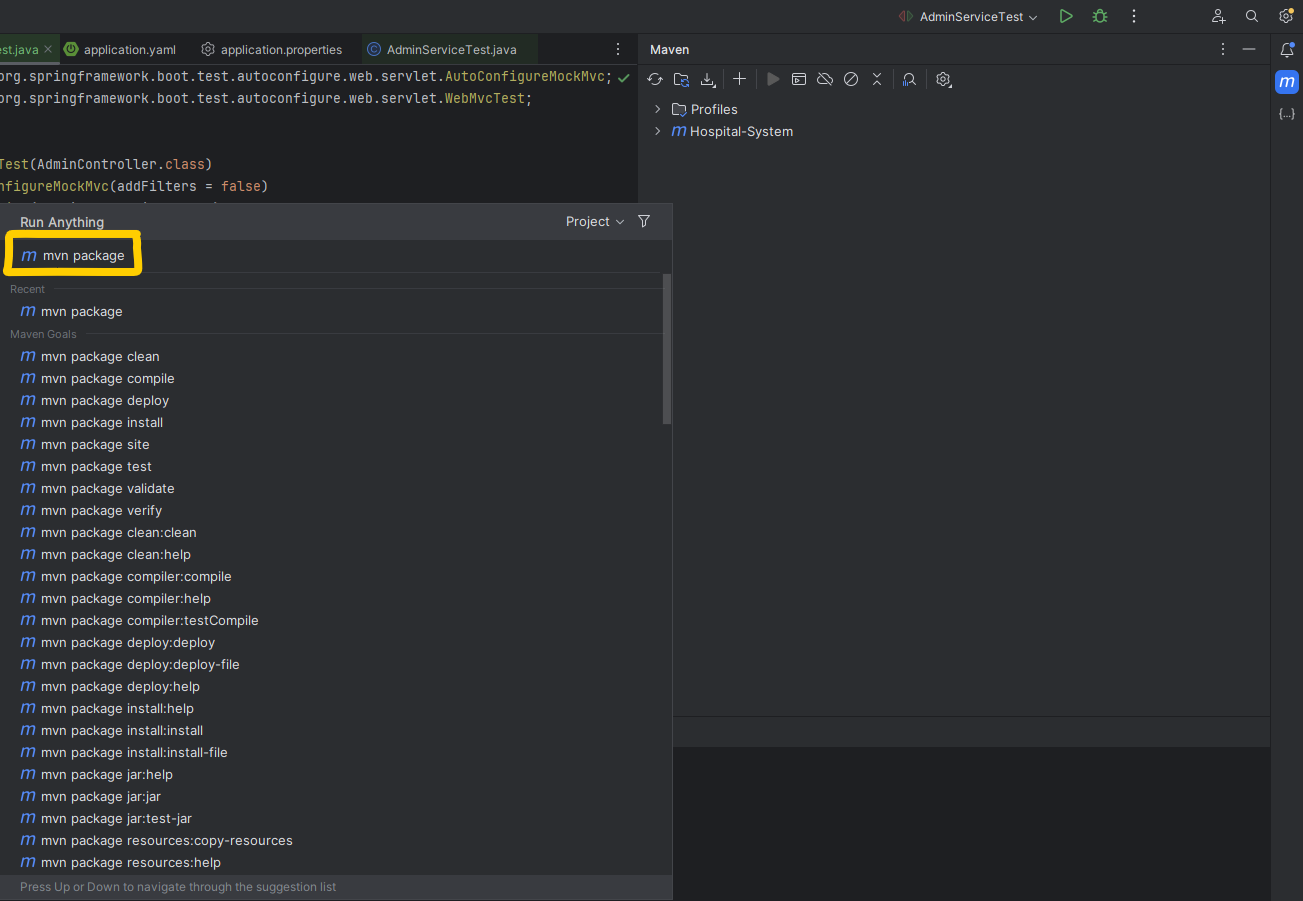 AdminServiceTest
est.java
application.yaml
application.properties
AdminServiceTest.java
Maven
org.springframework.boot.test.autoconfigure.web.servlet.AutoConfigureMockMvc;
org.springframework.boot.test.autoconfigure.web.servlet.WebMvcTest;
Profiles
m Hospital-System
Test(AdminController.class)
nfigureMockMvc(addFilters = false)
Run Anything
Project
m mvn package
Recent
m mvn package
Maven Goals
m mvn package clean
m mvn package compile
m mvn package deploy
m mvn package install
m mvn package site
m mvn package test
m mvn package validate
m mvn package verify
m mvn package clean:clean
m mvn package clean:help
m mvn package compiler:compile
m mvn package compiler:help
m mvn package compiler:testCompile
m mvn package deploy:deploy
m mvn package deploy:deploy-file
m mvn package deploy:help
m mvn package install:help
m mvn package install:install
m mvn package install:install-file
m mvn package jar:help
m mvn package jar:jar
m mvn package jar:test-jar
m mvn package resources:copy-resources
m mvn package resources:help
Press Up or Down to navigate through the suggestion list
m
{...}